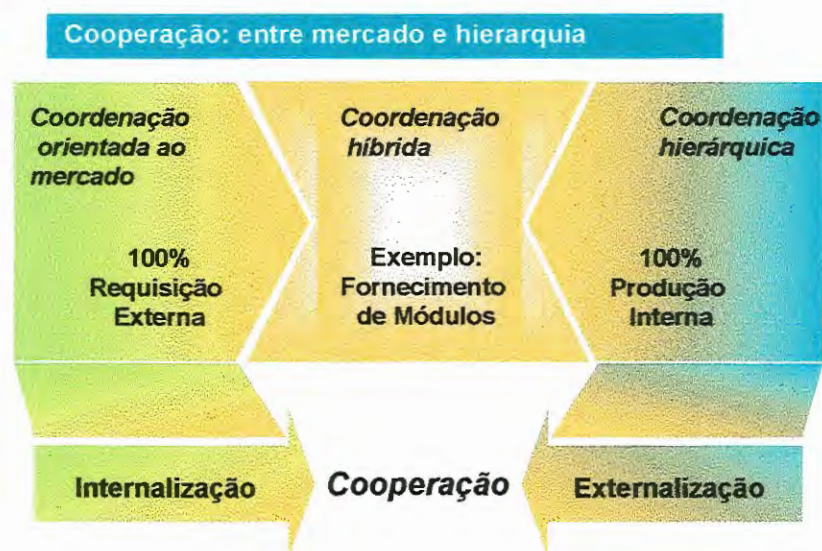 Cooperação: entre mercado e hierarquia
Coordenação
orientada ao
mercado
100%
Requisição
Externa
Coordenação
híbrida
Exemplo:
Fornecimento
de Módulos
Coordenação
hierárquica
100%
Produção
Interna
Internalização
Cooperação
Externalização